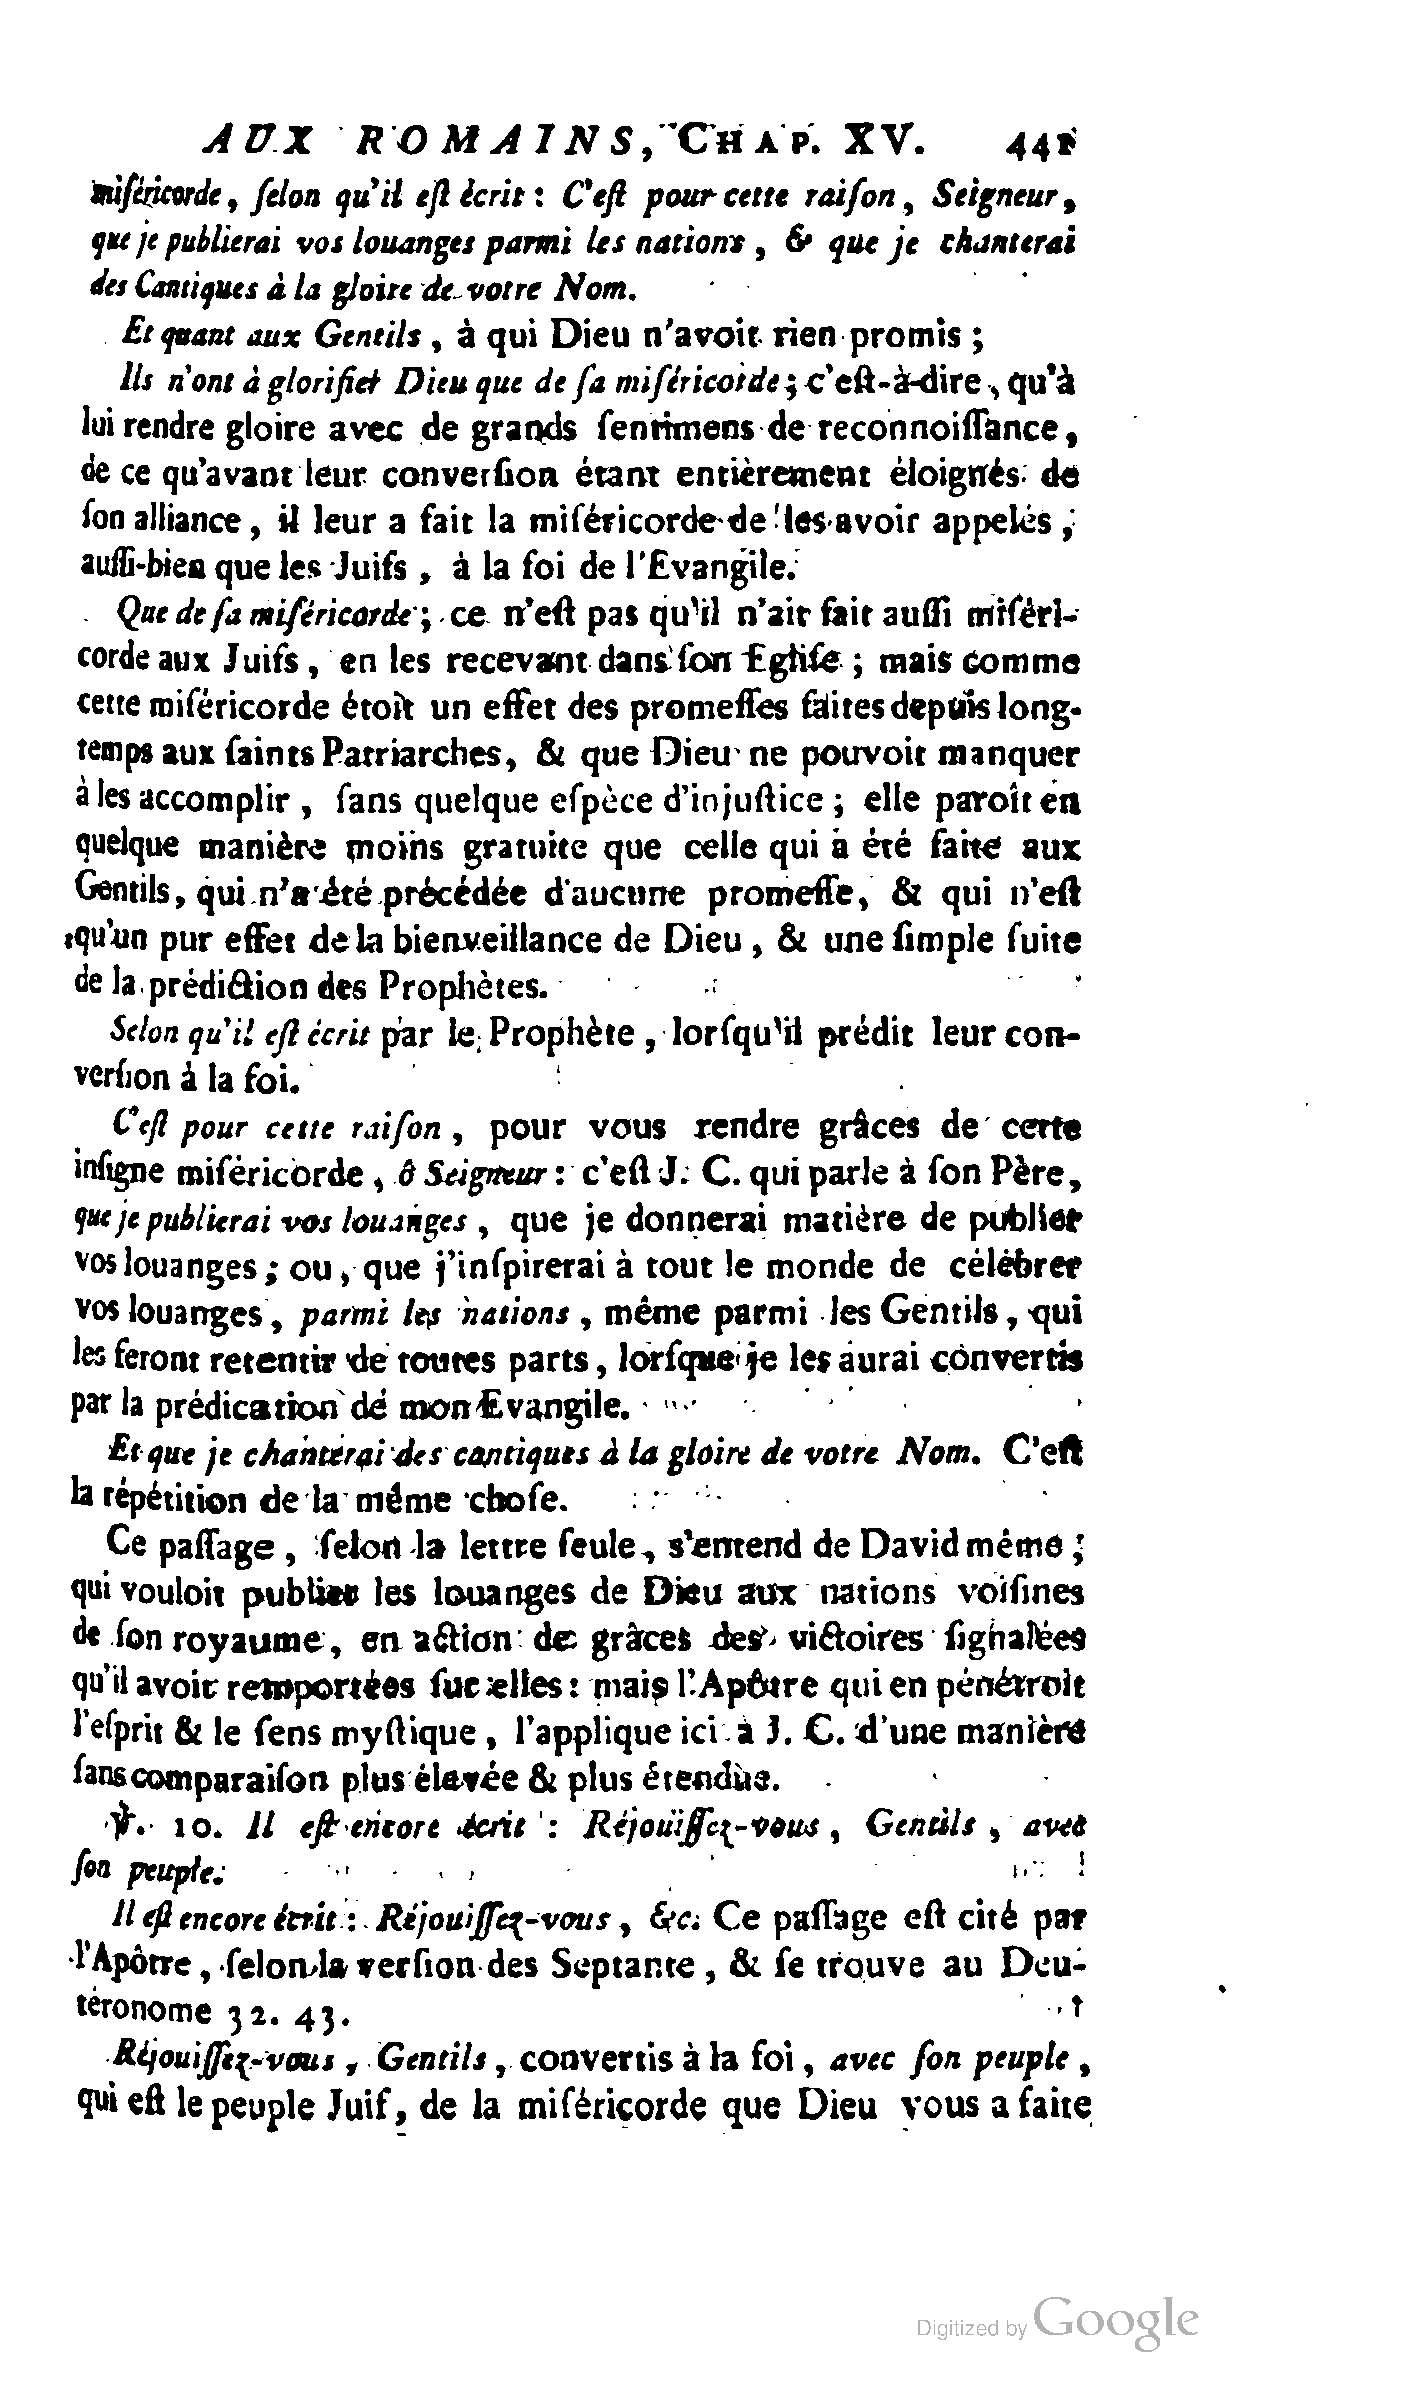 AUX ROMAINS, CHAP. XV. 441
miſéricorde, ſelon qu'il eſt écrit : C'eſt pour cette raiſon, Seigneur,
que je publierai vos louanges parmi les nations, & que je chanterai
des Cantiques à la gloire de votre Nom.
Et quant aux Gentils, à qui Dieu n'avoit rien promis ;
Ils n'ont à glorifier Dieu que de ſa miſéricorde ; c'eſt-à-dire, qu'à
lui rendre gloire avec de grands ſentimens de reconnoiſſance,
de ce qu'avant leur converſion étant entièrement éloignés de
ſon alliance, il leur a fait la miſéricorde de les avoir appelés,
auſſi-bien que les Juifs, à la foi de l'Evangile.
Que de ſa miſéricorde ; ce n'eſt pas qu'il n'ait fait auſſi miſéri-
corde aux Juifs, en les recevant dans ſon Egliſe ; mais comme
cette miſéricorde étoit un effet des promeſſes faites depuis long-
temps aux ſaints Patriarches, & que Dieu ne pouvoit manquer
à les accomplir, ſans quelque eſpèce d'injuſtice ; elle paroît en
quelque manière moins gratuite que celle qui a été faite aux
Gentils, qui n'a été précédée d'aucune promeſſe, & qui n'eſt
qu'un pur effet de la bienveillance de Dieu, & une ſimple ſuite
de la prédiction des Prophètes.
Selon qu'il eſt écrit par le Prophète, lorſqu'il prédit leur con-
verſion à la foi.
C'eſt pour cette raiſon, pour vous rendre grâces de cette
inſigne miſéricorde, ô Seigneur : c'eſt J. C. qui parle à ſon Père,
que je publierai vos louanges, que je donnerai matière de publier
vos louanges ; ou, que j'inſpirerai à tout le monde de célébrer
vos louanges, parmi les nations, même parmi les Gentils, qui
les feront retentir de toutes parts, lorſque je les aurai convertis
par la prédication de mon Evangile.
Et que je chanterai des cantiques à la gloire de votre Nom. C'eſt
la répétition de la même choſe.
Ce paſſage, ſelon la lettre ſeule, s'entend de David même ;
qui vouloit publier les louanges de Dieu aux nations voiſines
de ſon royaume, en action de grâces des victoires ſignalées
qu'il avoit remportées ſur elles : mais l'Apôtre qui en pénétroit
l'eſprit & le ſens myſtique, l'applique ici à J. C. d'une manière
ſans comparaiſon plus élevée & plus étendue.
℣. 10. Il eſt encore écrit : Réjouiſſez-vous, Gentils, avec
ſon peuple.
Il eſt encore écrit : Réjouiſſez-vous, &c. Ce paſſage eſt cité par
l'Apôtre, ſelon la verſion des Septante, & ſe trouve au Deu-
téronome 32. 43.
Réjouiſſez-vous, Gentils, convertis à la foi, avec ſon peuple,
qui eſt le peuple Juif, de la miſéricorde que Dieu vous a faite
Digitized by Google